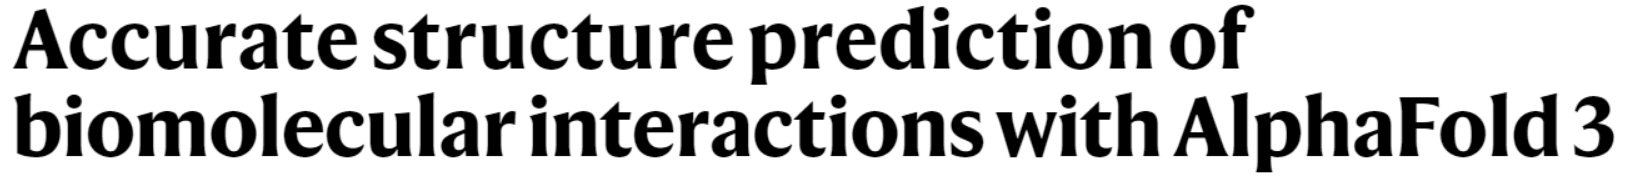 Accurate structure prediction of
biomolecular interactions with AlphaFold 3